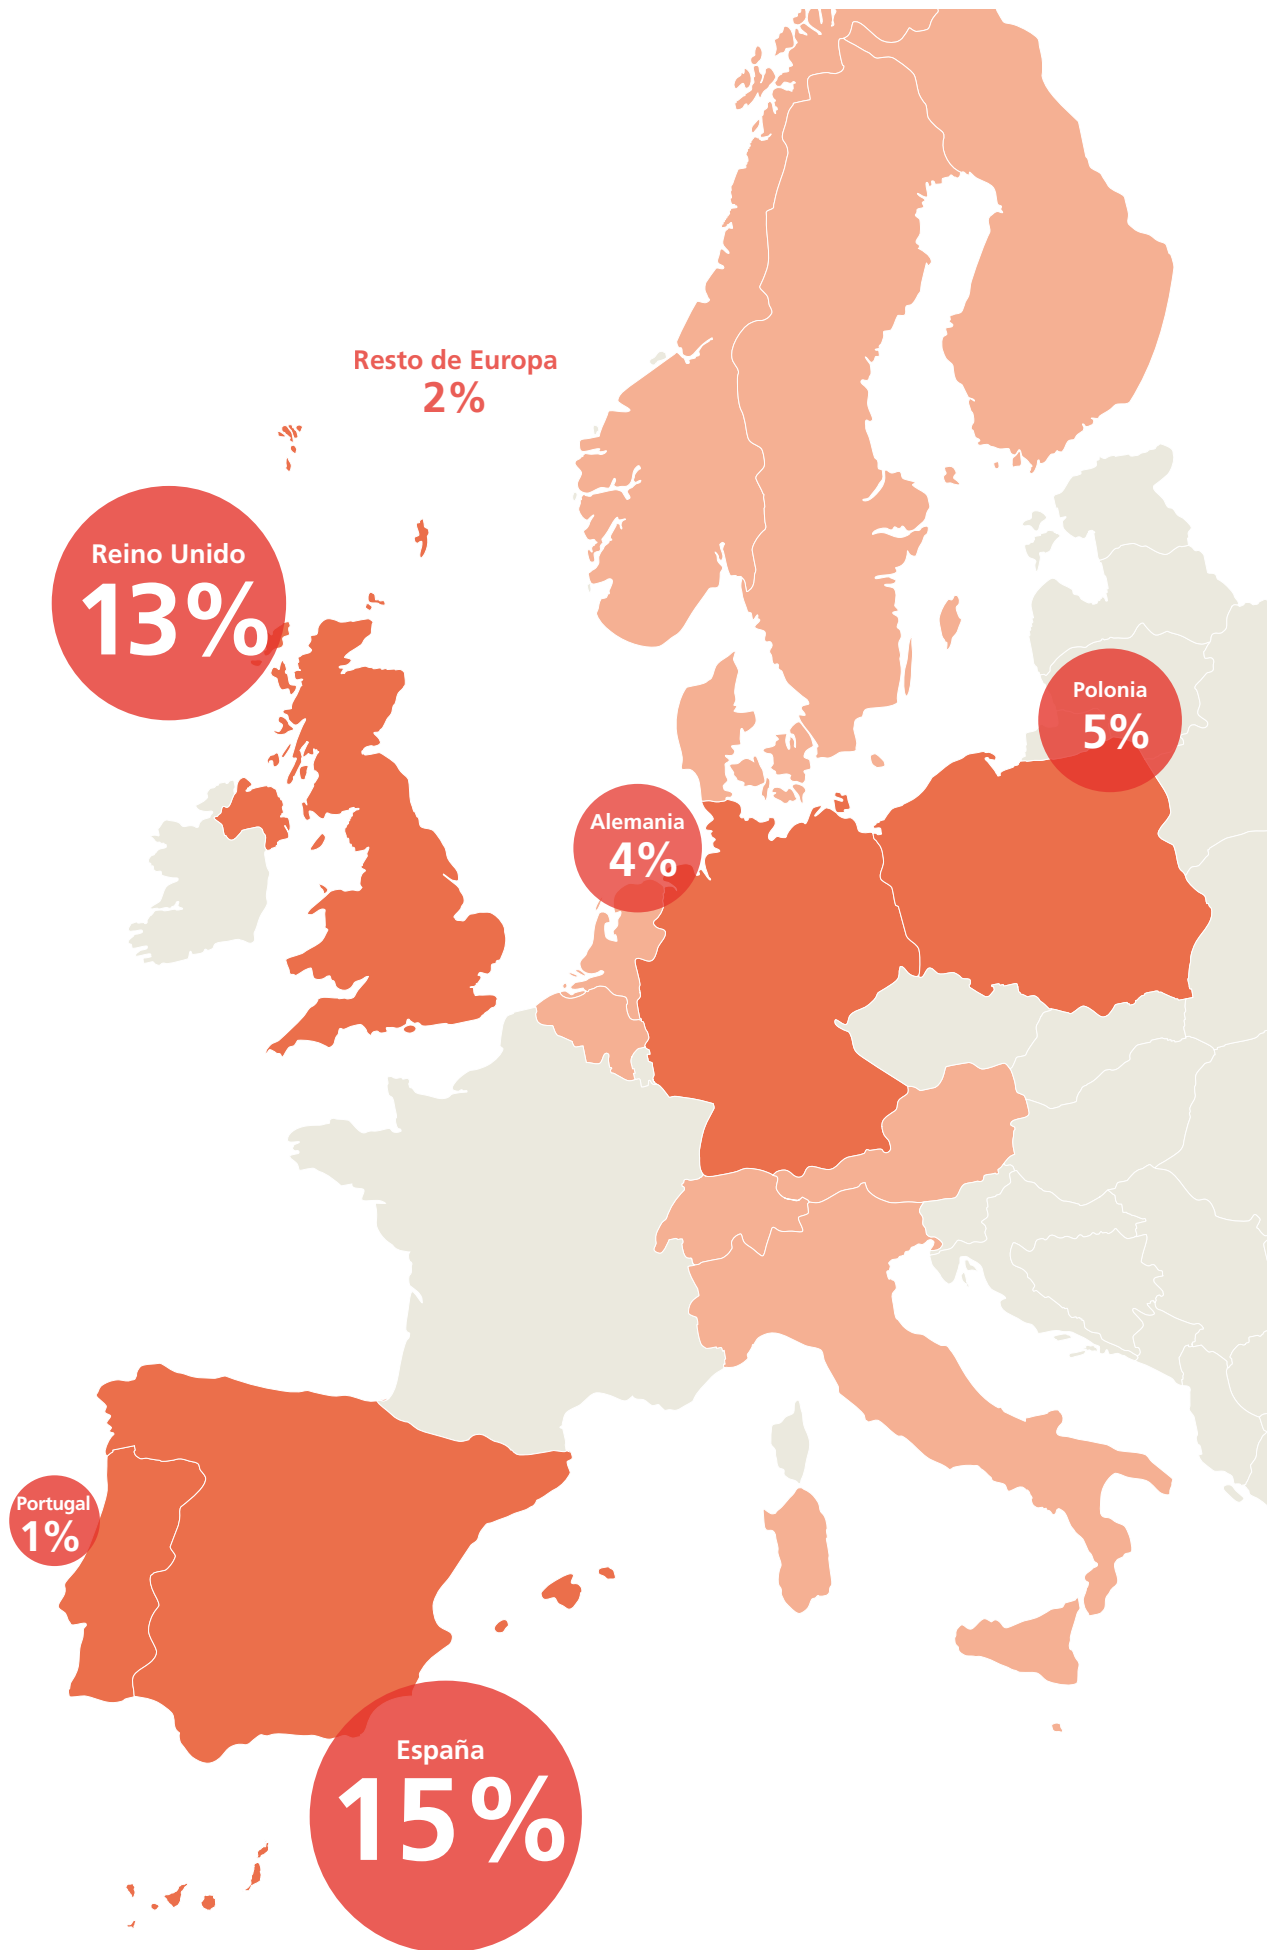 Resto de Europa
2%
Reino Unido
13%
Polonia
5%
Alemania
4%
Portugal
1%
España
15%